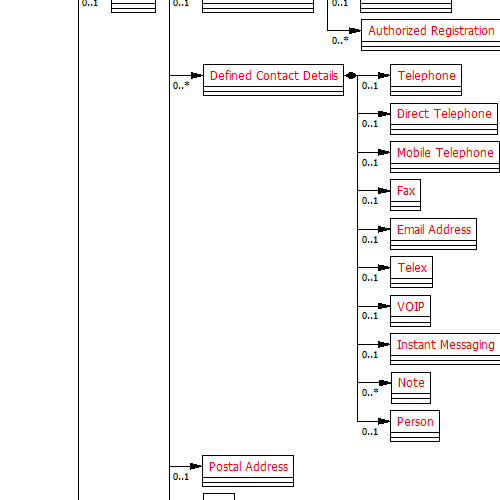 0..1
0..1
0..1
Authorized Registration
0..*
Defined Contact Details
0..*
Telephone
0..1
Direct Telephone
0..1
Mobile Telephone
0..1
Fax
0..1
Email Address
0..1
Telex
0..1
VOIP
0..1
Instant Messaging
0..1
Note
0..*
Person
0..1
Postal Address
0..1